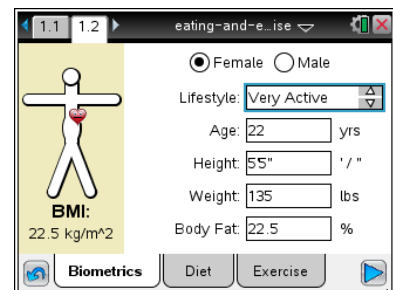 1.1 1.2 eating-and-e…ise
Female Male
Lifestyle: Very Active
Age: 22 yrs
Height: 5'5" ' / "
Weight: 135 lbs
BMI:
22.5 kg/m^2
Body Fat: 22.5 %
Biometrics Diet Exercise